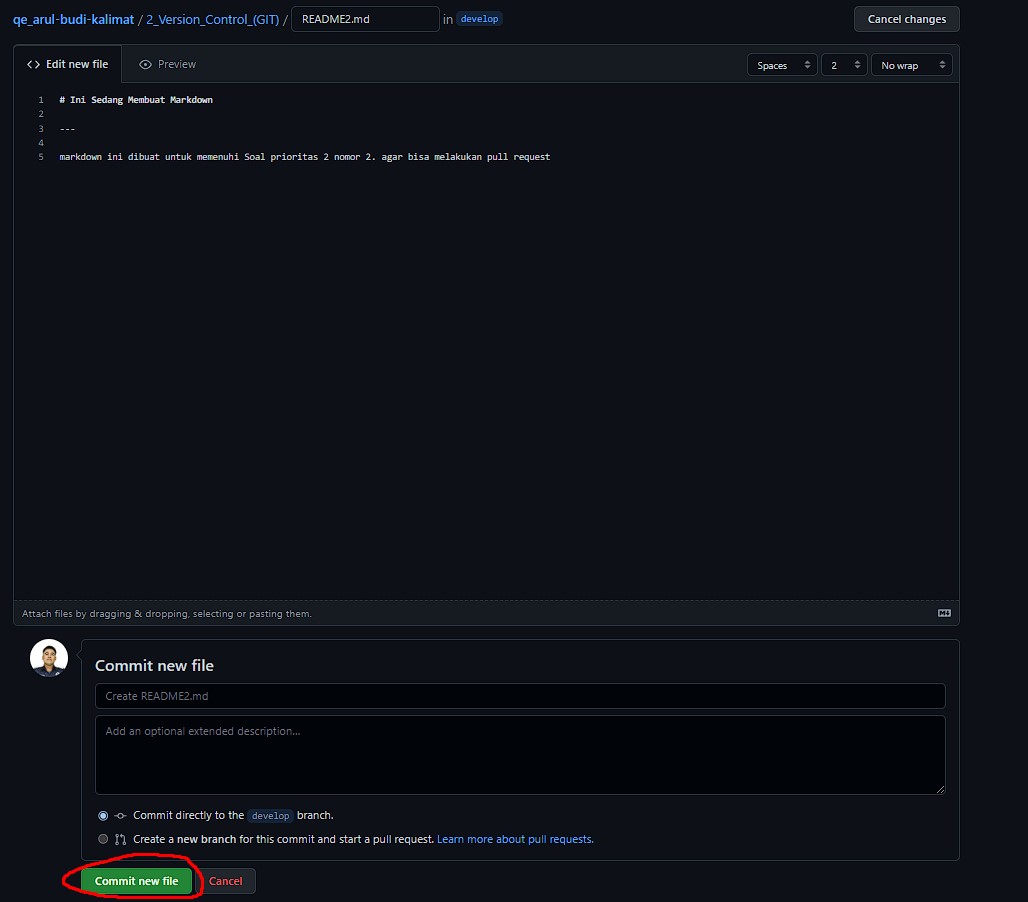 qe_arul-budi-kalimat / 2_Version_Control_(GIT) / README2.md in develop Cancel changes
Edit new file Preview Spaces 2 No wrap
1 # Ini Sedang Membuat Markdown
2
3 ---
4
5 markdown ini dibuat untuk memenuhi Soal prioritas 2 nomor 2. agar bisa melakukan pull request
Attach files by dragging & dropping, selecting or pasting them.
Commit new file
Create README2.md
Add an optional extended description...
Commit directly to the develop branch.
Create a new branch for this commit and start a pull request. Learn more about pull requests.
Commit new file Cancel